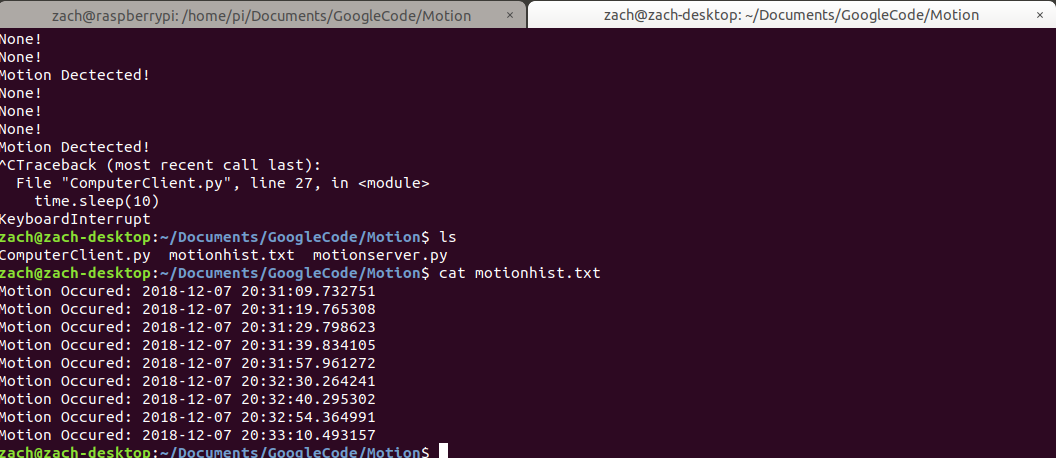 zach@raspberrypi: /home/pi/Documents/GoogleCode/Motion × zach@zach-desktop: ~/Documents/GoogleCode/Motion ×
None!
None!
Motion Dectected!
None!
None!
None!
Motion Dectected!
^CTraceback (most recent call last):
  File "ComputerClient.py", line 27, in <module>
    time.sleep(10)
KeyboardInterrupt
zach@zach-desktop:~/Documents/GoogleCode/Motion$ ls
ComputerClient.py  motionhist.txt  motionserver.py
zach@zach-desktop:~/Documents/GoogleCode/Motion$ cat motionhist.txt
Motion Occured: 2018-12-07 20:31:09.732751
Motion Occured: 2018-12-07 20:31:19.765308
Motion Occured: 2018-12-07 20:31:29.798623
Motion Occured: 2018-12-07 20:31:39.834105
Motion Occured: 2018-12-07 20:31:57.961272
Motion Occured: 2018-12-07 20:32:30.264241
Motion Occured: 2018-12-07 20:32:40.295302
Motion Occured: 2018-12-07 20:32:54.364991
Motion Occured: 2018-12-07 20:33:10.493157
zach@zach-desktop:~/Documents/GoogleCode/Motion$